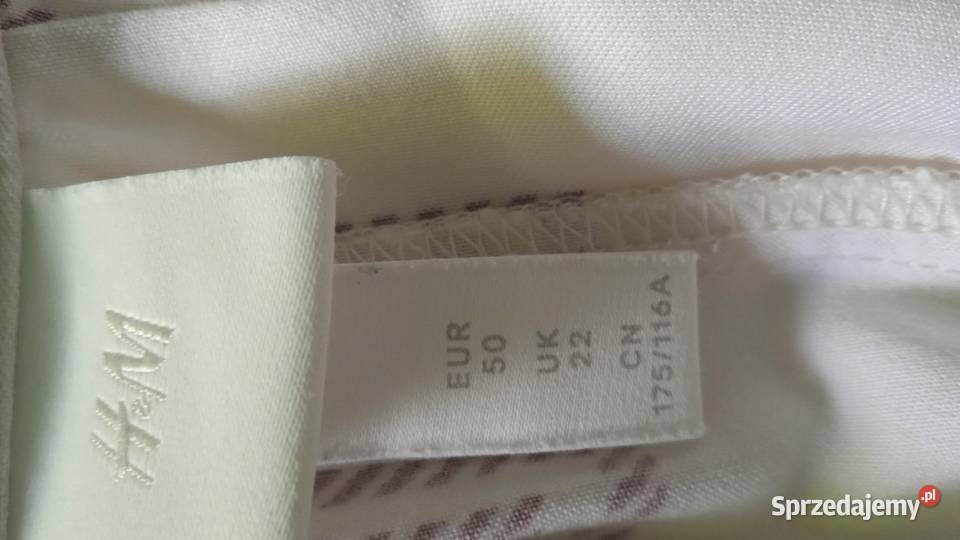 H&M
EUR
50
UK
22
CN
175/116A
Sprzedajemy.pl